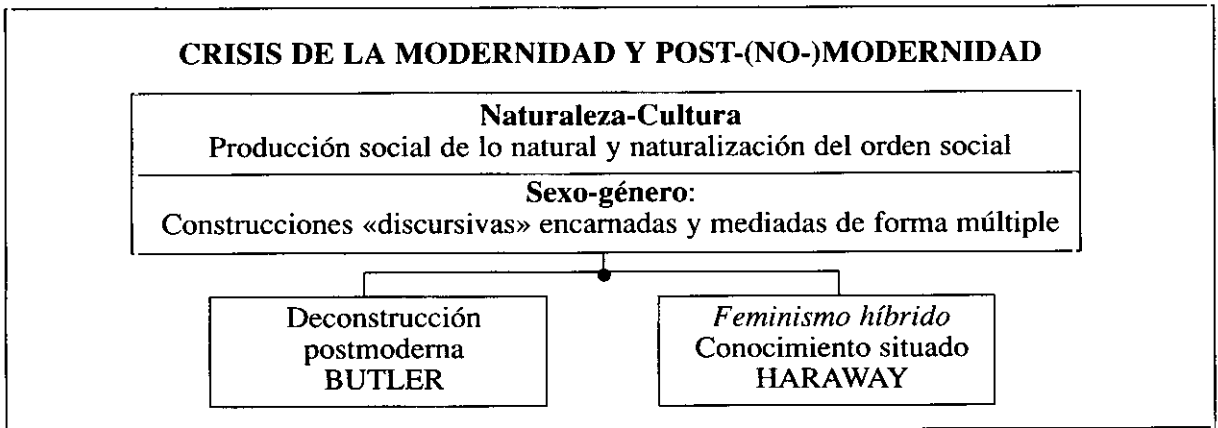 CRISIS DE LA MODERNIDAD Y POST-(NO-)MODERNIDAD
Naturaleza-Cultura
Producción social de lo natural y naturalización del orden social
Sexo-género:
Construcciones «discursivas» encarnadas y mediadas de forma múltiple
Deconstrucción
postmoderna
BUTLER
Feminismo híbrido
Conocimiento situado
HARAWAY